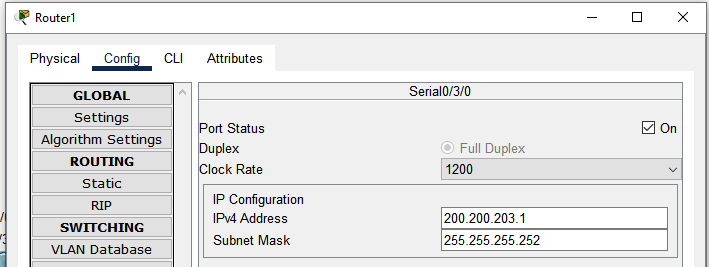 Router1
Physical Config CLI Attributes
GLOBAL
Settings
Algorithm Settings
ROUTING
Static
RIP
SWITCHING
VLAN Database
Serial0/3/0
Port Status On
Duplex Full Duplex
Clock Rate 1200
IP Configuration
IPv4 Address 200.200.203.1
Subnet Mask 255.255.255.252